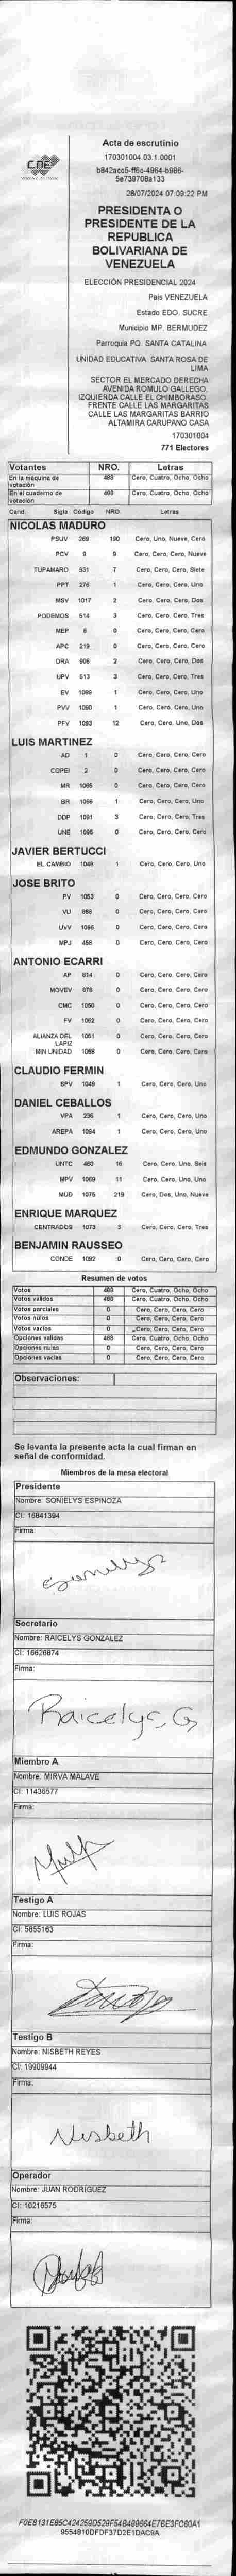 CNE
Acta de escrutinio
170301004.03.1.0001
28/07/2024 07:09:22 PM
PRESIDENTA O
PRESIDENTE DE LA
REPUBLICA
BOLIVARIANA DE
VENEZUELA
ELECCIÓN PRESIDENCIAL 2024
Pais VENEZUELA
Estado EDO. SUCRE
Municipio MP. BERMUDEZ
Parroquia PQ. SANTA CATALINA
UNIDAD EDUCATIVA SANTA ROSA DE
LIMA
SECTOR EL MERCADO DERECHA
AVENIDA ROMULO GALLEGO.
IZQUIERDA CALLE EL CHIMBORASO.
FRENTE CALLE LAS MARGARITAS
CALLE LAS MARGARITAS BARRIO
ALTAMIRA CARUPANO CASA
170301004
771 Electores
Votantes NRO. Letras
En la máquina de votación 488 Cero, Cuatro, Ocho, Ocho
En el cuaderno de votación 488 Cero, Cuatro, Ocho, Ocho
Cand. Sigla Código NRO. Letras
NICOLAS MADURO
PSUV 269 190 Cero, Uno, Nueve, Cero
PCV 9 9 Cero, Cero, Cero, Nueve
TUPAMARO 931 7 Cero, Cero, Cero, Siete
PPT 276 1 Cero, Cero, Cero, Uno
MSV 1017 2 Cero, Cero, Cero, Dos
PODEMOS 514 3 Cero, Cero, Cero, Tres
MEP 6 0 Cero, Cero, Cero, Cero
APC 219 0 Cero, Cero, Cero, Cero
ORA 908 2 Cero, Cero, Cero, Dos
UPV 513 3 Cero, Cero, Cero, Tres
EV 1089 1 Cero, Cero, Cero, Uno
PVV 1090 1 Cero, Cero, Cero, Uno
PFV 1093 12 Cero, Cero, Uno, Dos
LUIS MARTINEZ
AD 1 0 Cero, Cero, Cero, Cero
COPEI 2 0 Cero, Cero, Cero, Cero
MR 1065 0 Cero, Cero, Cero, Cero
BR 1066 1 Cero, Cero, Cero, Uno
DDP 1091 3 Cero, Cero, Cero, Tres
UNE 1095 0 Cero, Cero, Cero, Cero
JAVIER BERTUCCI
EL CAMBIO 1048 1 Cero, Cero, Cero, Uno
JOSE BRITO
PV 1053 0 Cero, Cero, Cero, Cero
VU 868 0 Cero, Cero, Cero, Cero
UVV 1096 0 Cero, Cero, Cero, Cero
MPJ 458 0 Cero, Cero, Cero, Cero
ANTONIO ECARRI
AP 814 0 Cero, Cero, Cero, Cero
MOVEV 876 0 Cero, Cero, Cero, Cero
CMC 1050 0 Cero, Cero, Cero, Cero
FV 1062 0 Cero, Cero, Cero, Cero
ALIANZA DEL LAPIZ 1061 0 Cero, Cero, Cero, Cero
MIN UNIDAD 1068 0 Cero, Cero, Cero, Cero
CLAUDIO FERMIN
SPV 1049 1 Cero, Cero, Cero, Uno
DANIEL CEBALLOS
VPA 236 1 Cero, Cero, Cero, Uno
AREPA 1094 1 Cero, Cero, Cero, Uno
EDMUNDO GONZALEZ
UNTC 460 16 Cero, Cero, Uno, Seis
MPV 1069 11 Cero, Cero, Uno, Uno
MUD 1075 219 Cero, Dos, Uno, Nueve
ENRIQUE MARQUEZ
CENTRADOS 1073 3 Cero, Cero, Cero, Tres
BENJAMIN RAUSSEO
CONDE 1092 0 Cero, Cero, Cero, Cero
Resumen de votos
Votos 488 Cero, Cuatro, Ocho, Ocho
Votos validos 488 Cero, Cuatro, Ocho, Ocho
Votos parciales 0 Cero, Cero, Cero, Cero
Votos nulos 0 Cero, Cero, Cero, Cero
Votos vacios 0 Cero, Cero, Cero, Cero
Opciones validas 488 Cero, Cuatro, Ocho, Ocho
Opciones nulas 0 Cero, Cero, Cero, Cero
Opciones vacias 0 Cero, Cero, Cero, Cero
Observaciones:
Se levanta la presente acta la cual firman en
señal de conformidad.
Miembros de la mesa electoral
Presidente
Nombre: SONIELYS ESPINOZA
CI: 16841394
Firma:
Secretario
Nombre: RAICELYS GONZALEZ
CI: 16626874
Firma:
Raicelys G
Miembro A
Nombre: MIRVA MALAVE
CI: 11436577
Firma:
Testigo A
Nombre: LUIS ROJAS
CI: 5855163
Firma:
Testigo B
Nombre: NISBETH REYES
CI: 19909944
Firma:
Nisbeth
Operador
Nombre: JUAN RODRIGUEZ
CI: 10216575
Firma: